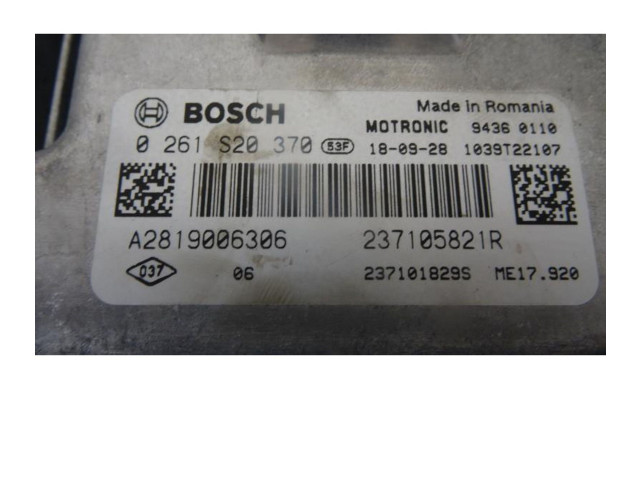 BOSCH Made in Romania
MOTRONIC 9436 0110
0 261 S20 370 53F 18-09-28 1039T22107
A2819006306 237105821R
037 06 237101829S ME17.920